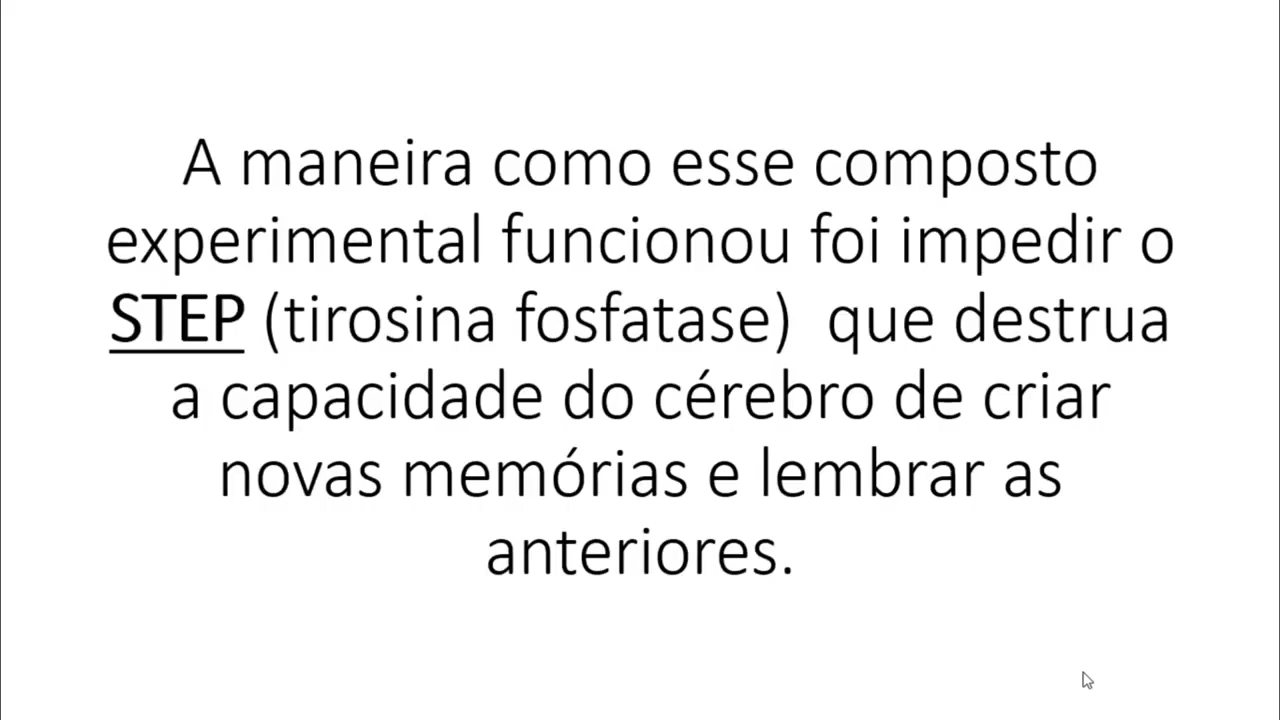 A maneira como esse composto
experimental funcionou foi impedir o
STEP (tirosina fosfatase)  que destrua
a capacidade do cérebro de criar
novas memórias e lembrar as
anteriores.